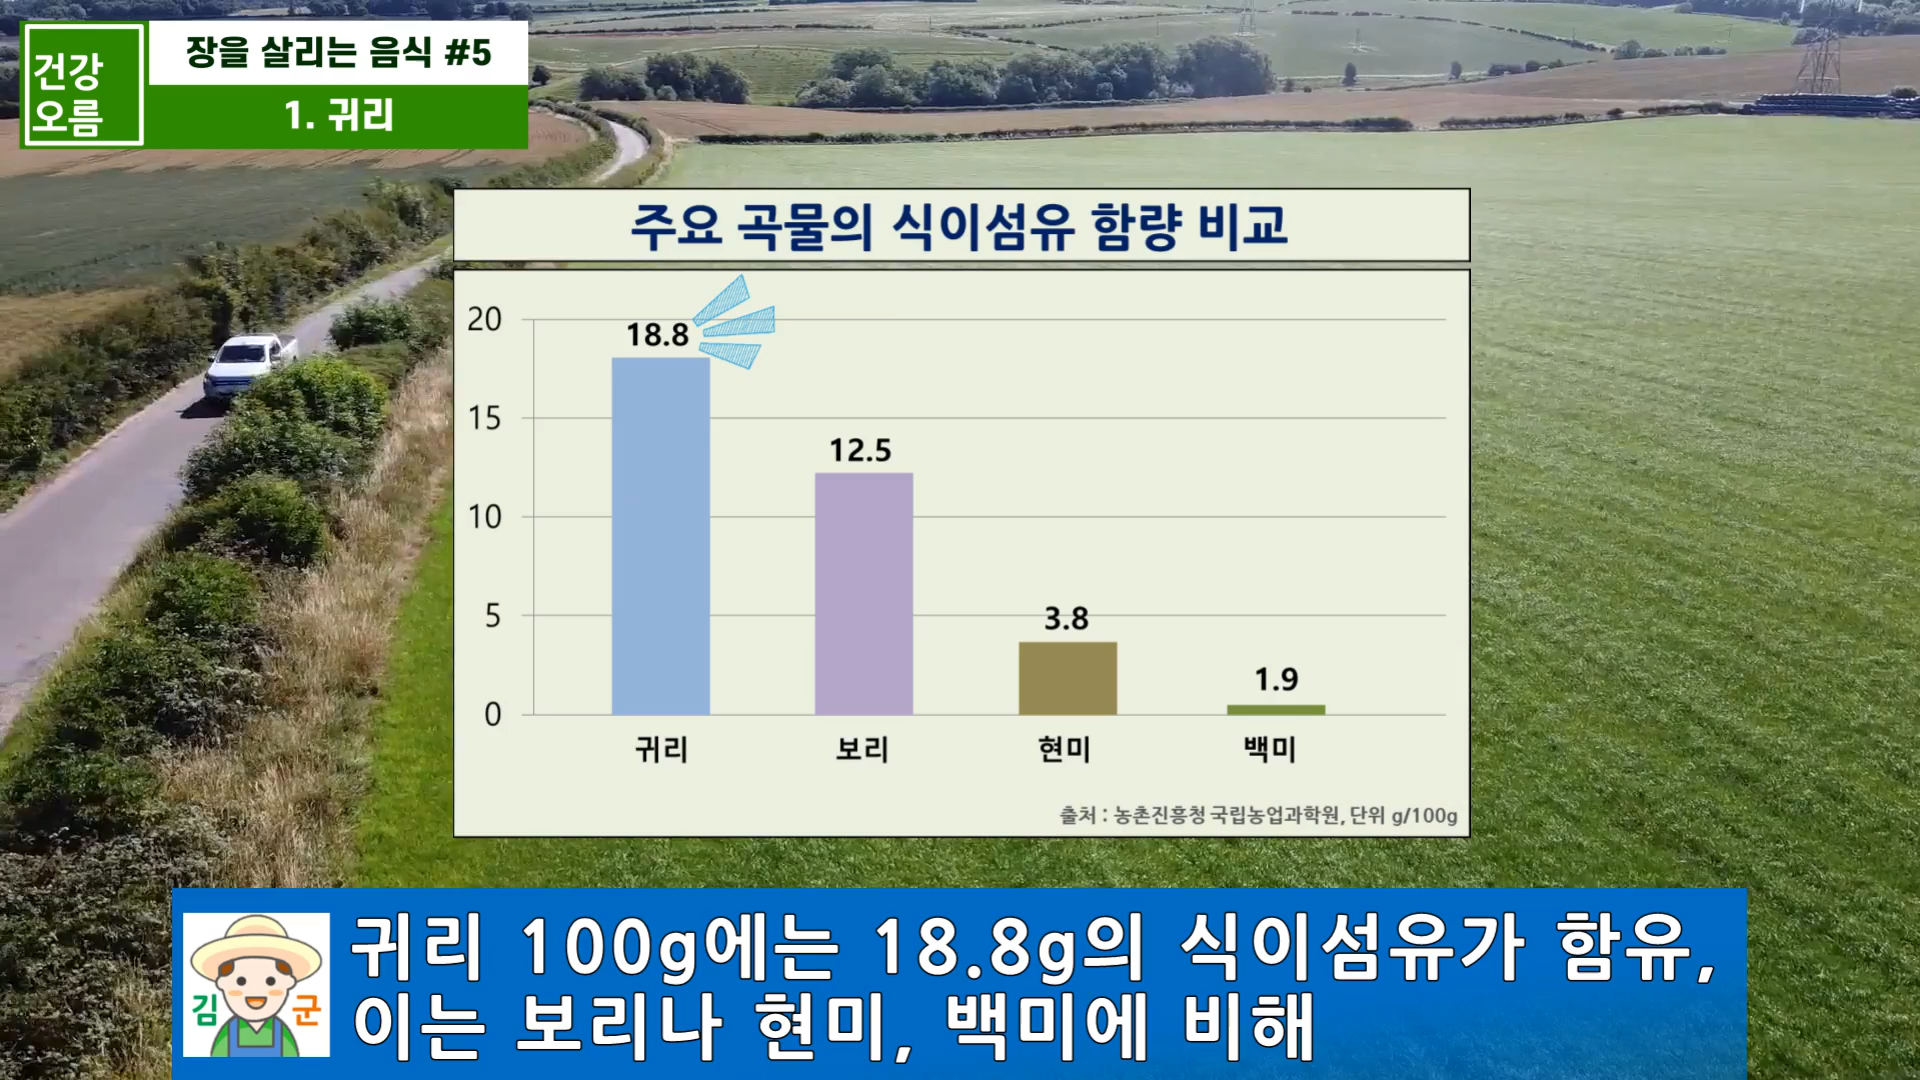 건강
오름
장을 살리는 음식 #5
1. 귀리
주요 곡물의 식이섬유 함량 비교
20
15
10
5
0
18.8
12.5
3.8
1.9
귀리
보리
현미
백미
출처 : 농촌진흥청 국립농업과학원, 단위 g/100g
김 군
귀리 100g에는 18.8g의 식이섬유가 함유,
이는 보리나 현미, 백미에 비해